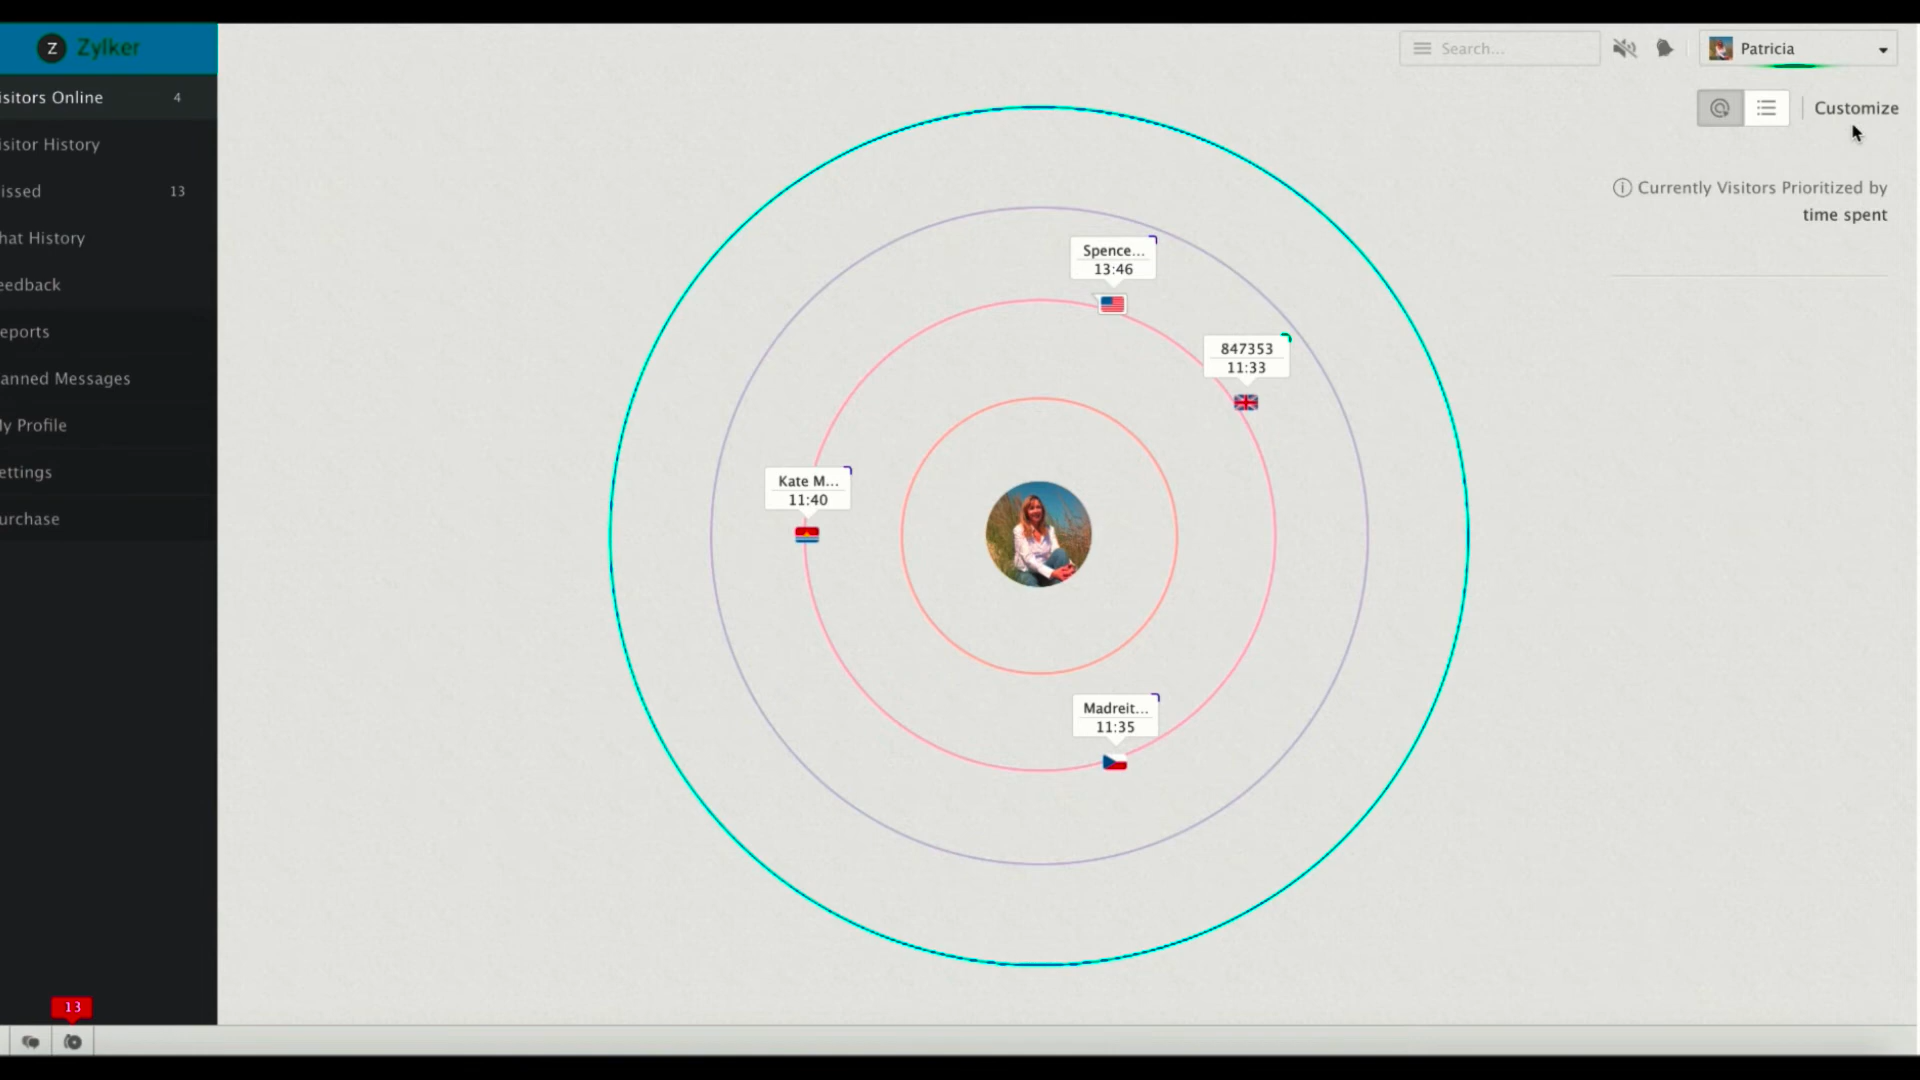 Z Zylker
Search...
Patricia
isitors Online 4
Customize
isitor History
issed 13
Currently Visitors Prioritized by
time spent
hat History
eedback
eports
anned Messages
y Profile
ettings
urchase
Spence...
13:46
847353
11:33
Kate M...
11:40
Madreit...
11:35
13